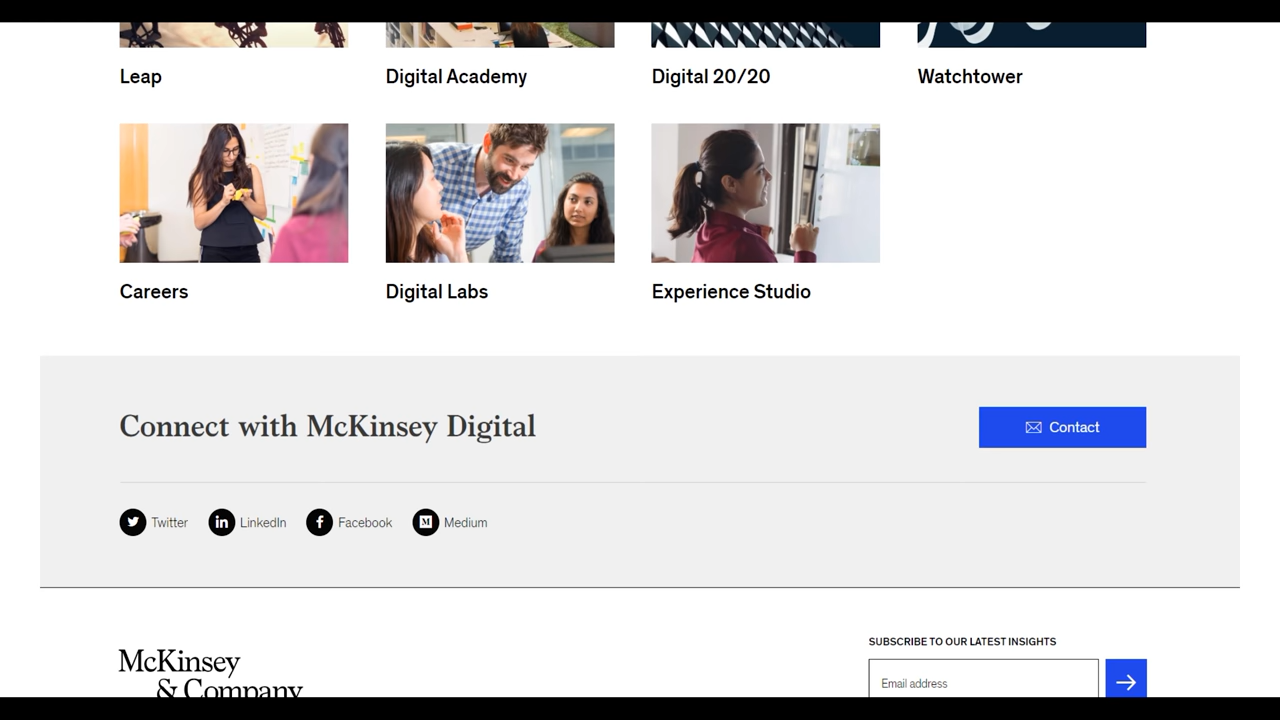 Leap
Digital Academy
Digital 20/20
Watchtower
Careers
Digital Labs
Experience Studio
Connect with McKinsey Digital
Contact
Twitter
LinkedIn
Facebook
Medium
McKinsey
& Company
SUBSCRIBE TO OUR LATEST INSIGHTS
Email address